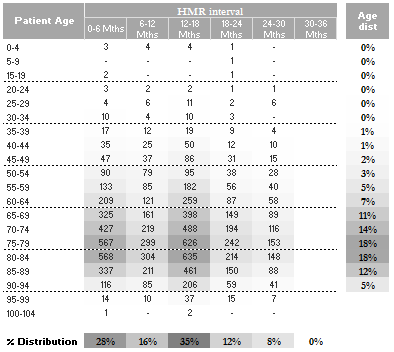 Patient Age HMR interval Age dist
0-6 Mths 6-12 Mths 12-18 Mths 18-24 Mths 24-30 Mths 30-36 Mths
0-4 3 4 4 1 0%
5-9 - - - 1 - 0%
15-19 2 - - 1 - 0%
20-24 3 2 2 1 1 0%
25-29 4 6 11 2 6 0%
30-34 10 4 10 3 - 0%
35-39 17 12 19 9 4 1%
40-44 35 25 50 12 10 1%
45-49 47 37 86 31 15 2%
50-54 90 79 95 38 28 3%
55-59 133 85 182 56 40 5%
60-64 209 121 259 87 58 7%
65-69 325 161 398 149 89 11%
70-74 427 219 488 194 116 14%
75-79 567 299 626 242 153 18%
80-84 568 304 635 214 148 18%
85-89 337 211 461 150 88 12%
90-94 116 85 206 59 41 5%
95-99 14 10 37 15 7
100-104 1 - 2 - -
% Distribution 28% 16% 35% 12% 8% 0%